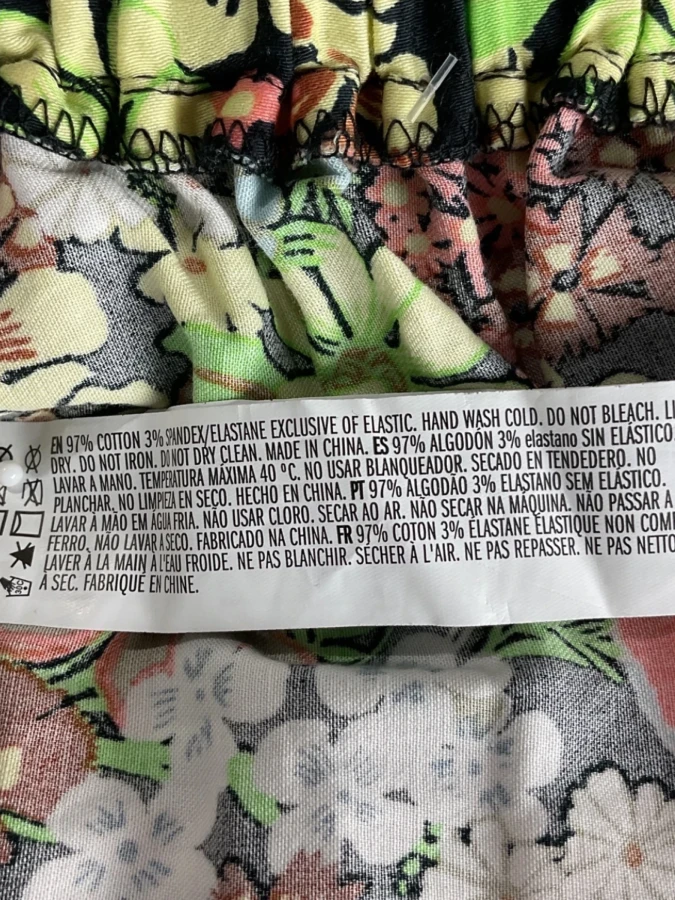 EN 97% COTTON 3% SPANDEX/ELASTANE EXCLUSIVE OF ELASTIC. HAND WASH COLD. DO NOT BLEACH. LI
DRY. DO NOT IRON. DO NOT DRY CLEAN. MADE IN CHINA. ES 97% ALGODÓN 3% elastano SIN ELÁSTICO
LAVAR A MANO. TEMPERATURA MÁXIMA 40 °C. NO USAR BLANQUEADOR. SECADO EN TENDEDERO. NO
PLANCHAR. NO LIMPIEZA EN SECO. HECHO EN CHINA. PT 97% ALGODÃO 3% ELASTANO SEM ELÁSTICO.
LAVAR À MÃO EM ÁGUA FRIA. NÃO USAR CLORO. SECAR AO AR. NÃO SECAR NA MÁQUINA. NÃO PASSAR A
FERRO. NÃO LAVAR A SECO. FABRICADO NA CHINA. FR 97% COTON 3% ÉLASTANE ÉLASTIQUE NON COM
LAVER À LA MAIN À L'EAU FROIDE. NE PAS BLANCHIR. SÉCHER À L'AIR. NE PAS REPASSER. NE PAS NETTO
À SEC. FABRIQUÉ EN CHINE.